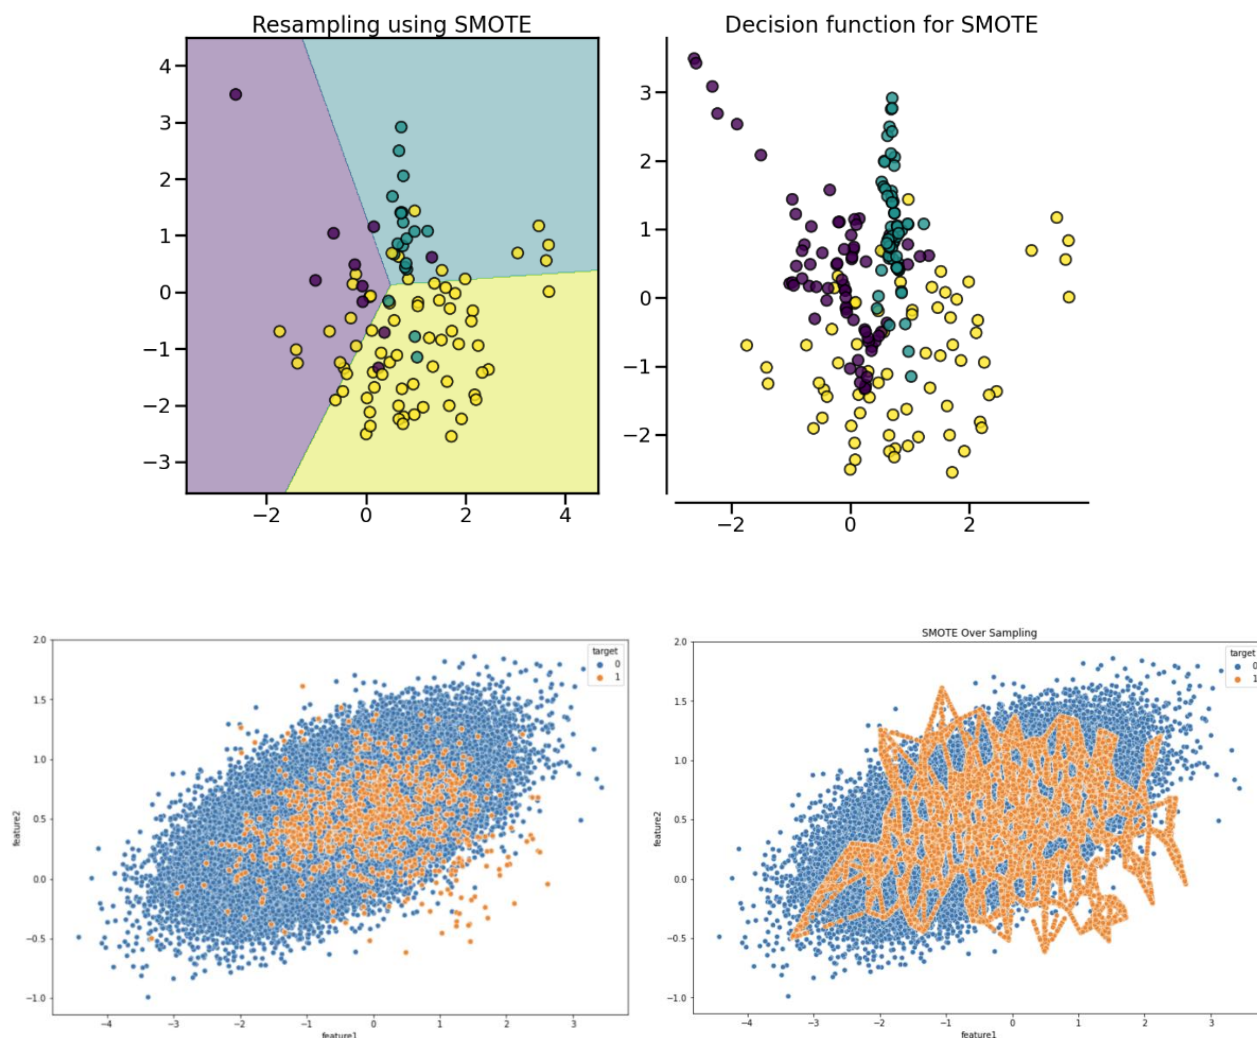 Resampling using SMOTE
4
3
2
1
0
−1
−2
−3
−2 0 2 4
Decision function for SMOTE
3
2
1
0
−1
−2
−2 0 2
target
0
1
2.0
1.5
1.0
0.5
0.0
−0.5
−1.0
feature2
−4 −3 −2 −1 0 1 2 3
feature1
SMOTE Over Sampling
target
0
1
2.0
1.5
1.0
0.5
0.0
−0.5
−1.0
feature2
−4 −3 −2 −1 0 1 2 3
feature1